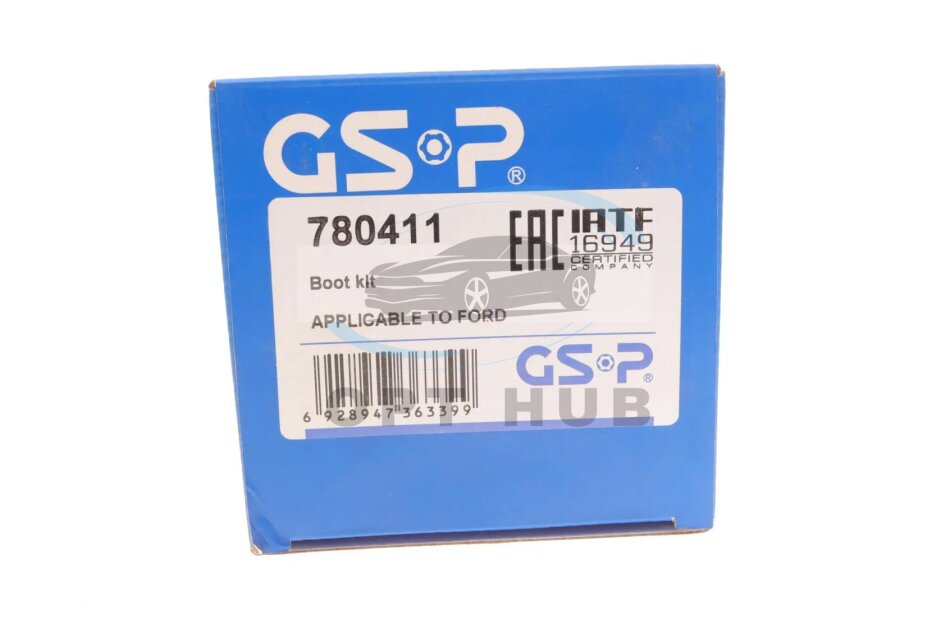 GSP®
780411
EAC IATF
16949
CERTIFIED
COMPANY
Boot kit
APPLICABLE TO FORD
GSP®
6 928947 363399
OPT HUB